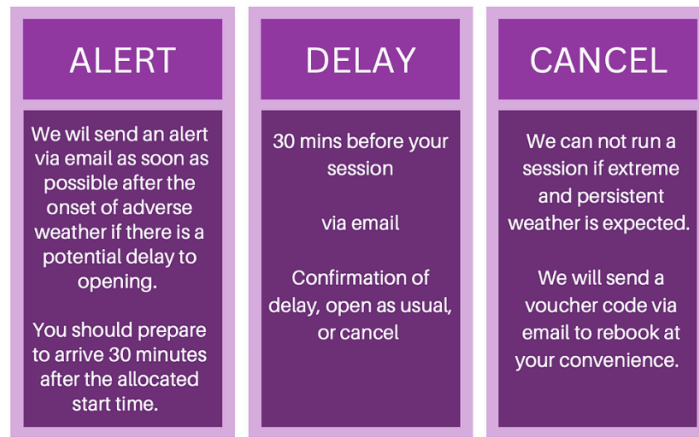 ALERT
We wil send an alert
via email as soon as
possible after the
onset of adverse
weather if there is a
potential delay to
opening.
You should prepare
to arrive 30 minutes
after the allocated
start time.
DELAY
30 mins before your
session
via email
Confirmation of
delay, open as usual,
or cancel
CANCEL
We can not run a
session if extreme
and persistent
weather is expected.
We will send a
voucher code via
email to rebook at
your convenience.